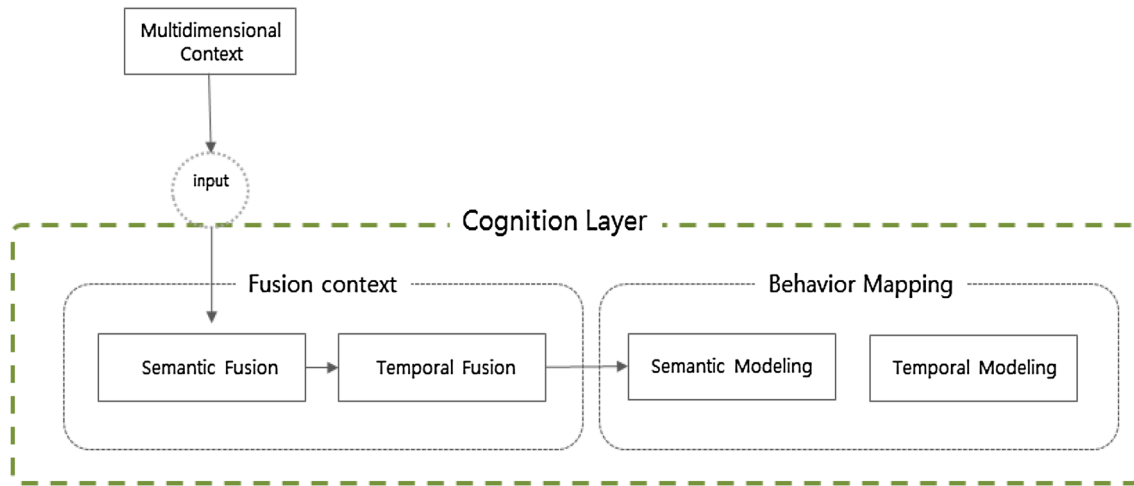 Multidimensional
Context
input
Cognition Layer
Fusion context
Behavior Mapping
Semantic Fusion
Temporal Fusion
Semantic Modeling
Temporal Modeling